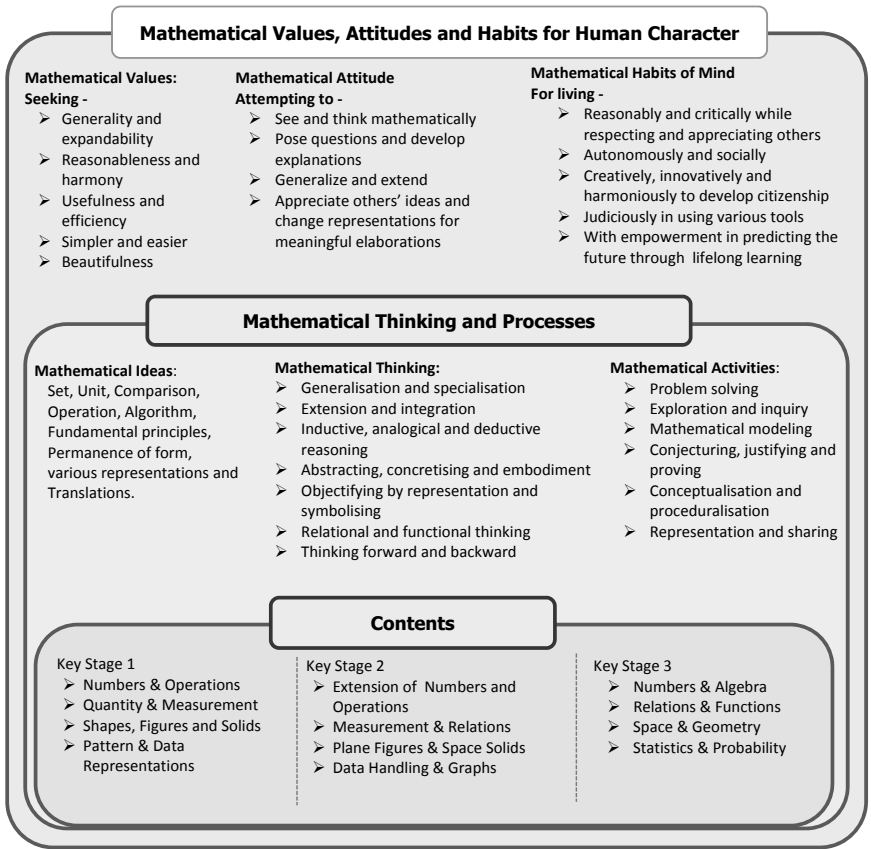 Mathematical Values, Attitudes and Habits for Human Character
Mathematical Values:
Seeking -
➢ Generality and
expandability
➢ Reasonableness and
harmony
➢ Usefulness and
efficiency
➢ Simpler and easier
➢ Beautifulness
Mathematical Attitude
Attempting to -
➢ See and think mathematically
➢ Pose questions and develop
explanations
➢ Generalize and extend
➢ Appreciate others’ ideas and
change representations for
meaningful elaborations
Mathematical Habits of Mind
For living -
➢ Reasonably and critically while
respecting and appreciating others
➢ Autonomously and socially
➢ Creatively, innovatively and
harmoniously to develop citizenship
➢ Judiciously in using various tools
➢ With empowerment in predicting the
future through lifelong learning
Mathematical Thinking and Processes
Mathematical Ideas:
Set, Unit, Comparison,
Operation, Algorithm,
Fundamental principles,
Permanence of form,
various representations and
Translations.
Mathematical Thinking:
➢ Generalisation and specialisation
➢ Extension and integration
➢ Inductive, analogical and deductive
reasoning
➢ Abstracting, concretising and embodiment
➢ Objectifying by representation and
symbolising
➢ Relational and functional thinking
➢ Thinking forward and backward
Mathematical Activities:
➢ Problem solving
➢ Exploration and inquiry
➢ Mathematical modeling
➢ Conjecturing, justifying and
proving
➢ Conceptualisation and
proceduralisation
➢ Representation and sharing
Contents
Key Stage 1
➢ Numbers & Operations
➢ Quantity & Measurement
➢ Shapes, Figures and Solids
➢ Pattern & Data
Representations
Key Stage 2
➢ Extension of Numbers and
Operations
➢ Measurement & Relations
➢ Plane Figures & Space Solids
➢ Data Handling & Graphs
Key Stage 3
➢ Numbers & Algebra
➢ Relations & Functions
➢ Space & Geometry
➢ Statistics & Probability